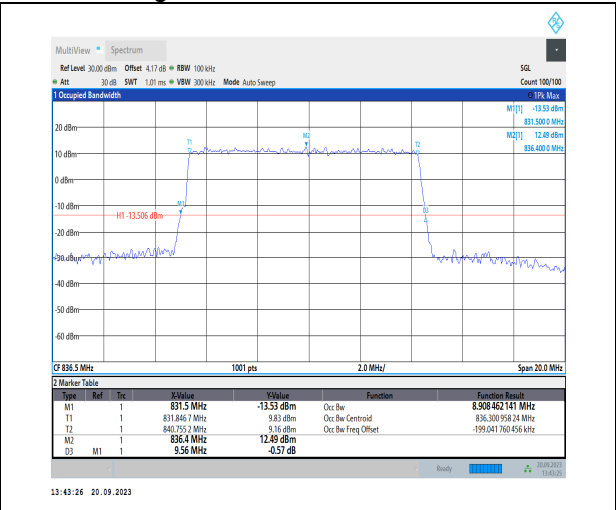 MultiView * Spectrum
Ref Level 30.00 dBm Offset 4.17 dB RBW 100 kHz SGL
Att 30 dB SWT 1.01 ms VBW 300 kHz Mode Auto Sweep Count 100/100
1 Occupied Bandwidth 1Pk Max
M1[1] -13.53 dBm
831.500 0 MHz
M2[1] 12.49 dBm
836.400 0 MHz
20 dBm
T1 M2 T2
10 dBm
0 dBm
-10 dBm
M1 D3
H1 -13.506 dBm
-20 dBm
-30 dBm
-40 dBm
-50 dBm
-60 dBm
CF 836.5 MHz 1001 pts 2.0 MHz/ Span 20.0 MHz
2 Marker Table
Type Ref Trc X-Value Y-Value Function Function Result
M1 1 831.5 MHz -13.53 dBm Occ Bw 8.908 462 141 MHz
T1 1 831.846 7 MHz 9.83 dBm Occ Bw Centroid 836.300 958 24 MHz
T2 1 840.755 2 MHz 9.16 dBm Occ Bw Freq Offset -199.041 760 456 kHz
M2 1 836.4 MHz 12.49 dBm
D3 M1 1 9.56 MHz -0.57 dB
Ready 20.09.2023
13:43:25
13:43:26 20.09.2023